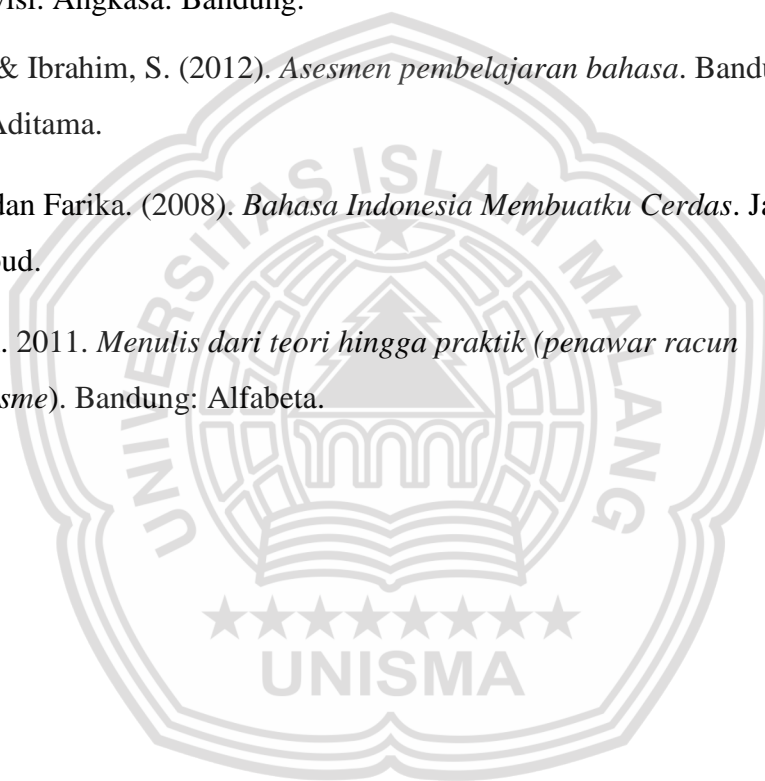 visi. Angkasa. Bandung.
& Ibrahim, S. (2012). Asesmen pembelajaran bahasa. Bandu
Aditama.
dan Farika. (2008). Bahasa Indonesia Membuatku Cerdas. Ja
bud.
. 2011. Menulis dari teori hingga praktik (penawar racun
sme). Bandung: Alfabeta.
UNIVERSITAS ISLAM MALANG
UNISMA